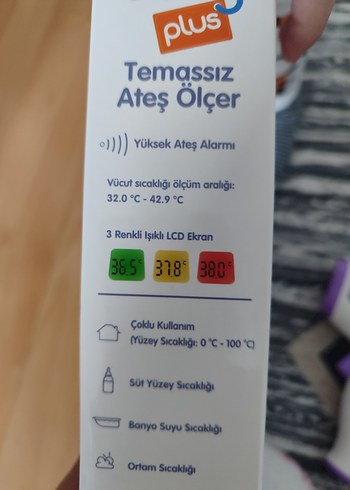 plus
Temassız
Ateş Ölçer
Yüksek Ateş Alarmı
Vücut sıcaklığı ölçüm aralığı:
32.0 °C - 42.9 °C
3 Renkli Işıklı LCD Ekran
36.5°C 37.8°C 38.0°C
Çoklu Kullanım
(Yüzey Sıcaklığı: 0 °C - 100 °C)
Süt Yüzey Sıcaklığı
Banyo Suyu Sıcaklığı
Ortam Sıcaklığı